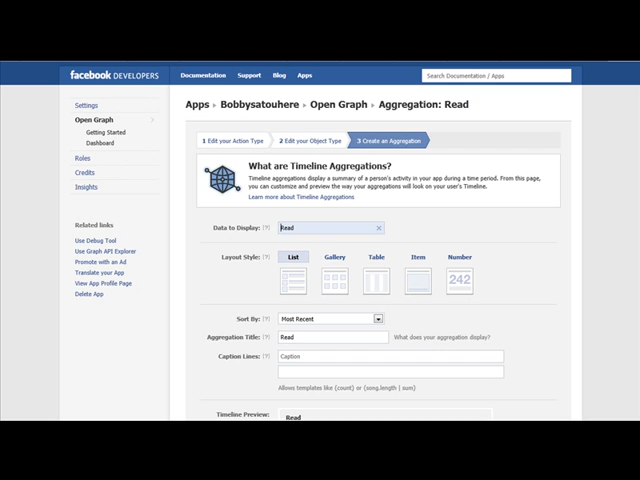 facebook DEVELOPERS
Documentation Support Blog Apps
Search Documentation / Apps
Settings
Open Graph
Getting Started
Dashboard
Roles
Credits
Insights
Related links
Use Debug Tool
Use Graph API Explorer
Promote with an Ad
Translate your App
View App Profile Page
Delete App
Apps ▸ Bobbysatouhere ▸ Open Graph ▸ Aggregation: Read
1 Edit your Action Type 2 Edit your Object Type 3 Create an Aggregation
What are Timeline Aggregations?
Timeline aggregations display a summary of a person's activity in your app during a time period. From this page,
you can customize and preview the way your aggregations will look on your user's Timeline.
Learn more about Timeline Aggregations
Data to Display: [?] Read ×
Layout Style: [?] List Gallery Table Item Number
242
Sort By: [?] Most Recent
Aggregation Title: [?] Read What does your aggregation display?
Caption Lines: [?] Caption
Allows templates like {count} or {song.length | sum}
Timeline Preview: Read